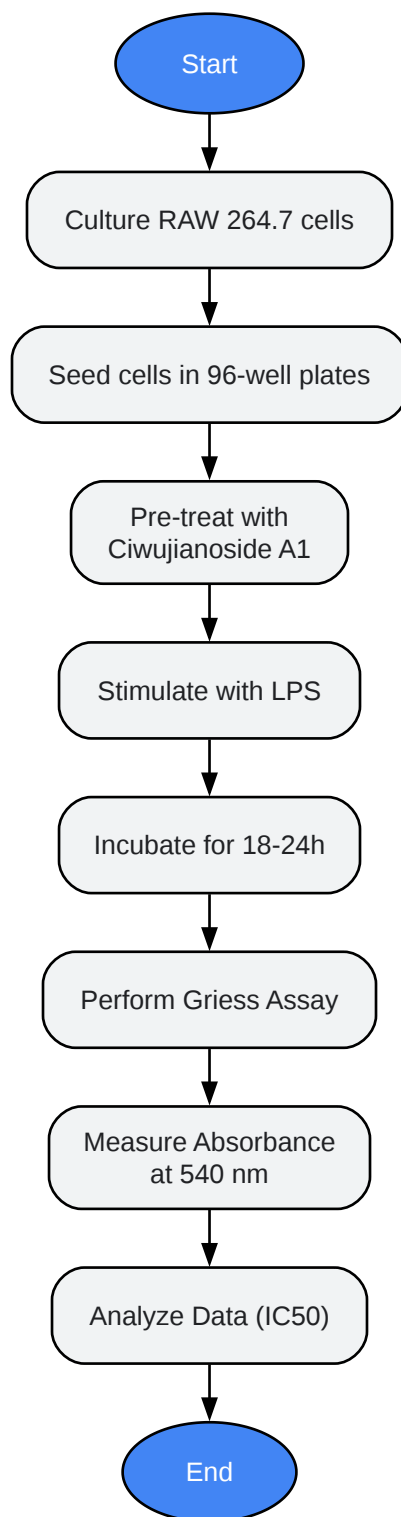 Start
Culture RAW 264.7 cells
Seed cells in 96-well plates
Pre-treat with
Ciwujianoside A1
Stimulate with LPS
Incubate for 18-24h
Perform Griess Assay
Measure Absorbance
at 540 nm
Analyze Data (IC50)
End